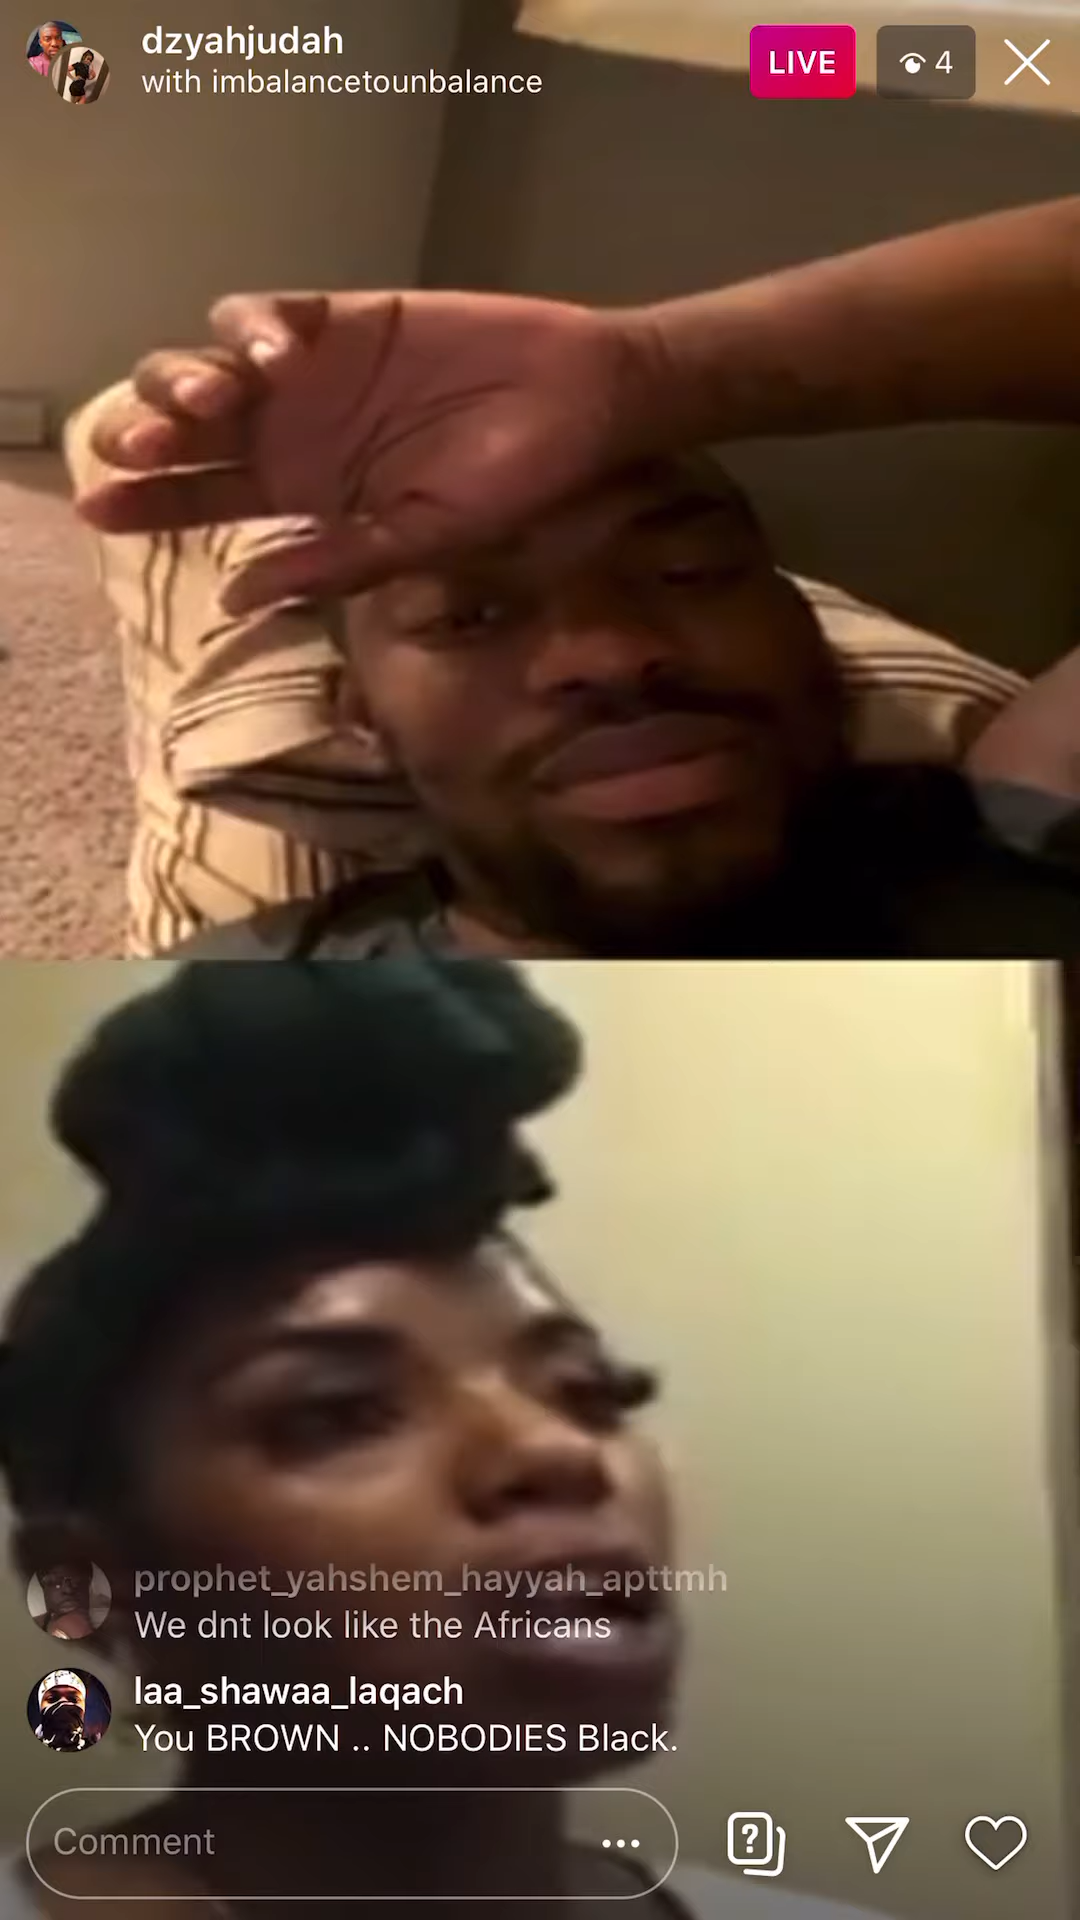 dzyahjudah
with imbalancetounbalance
LIVE
4
prophet_yahshem_hayyah_apttmh
We dnt look like the Africans
laa_shawaa_laqach
You BROWN .. NOBODIES Black.
Comment